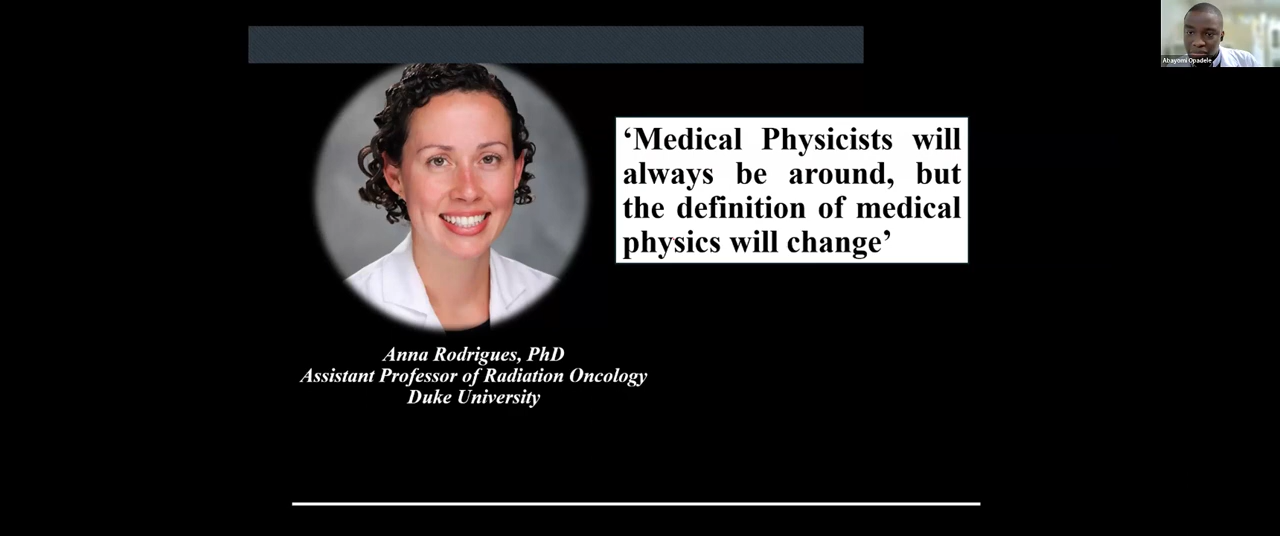 Abayomi Opadele
‘Medical Physicists will
always be around, but
the definition of medical
physics will change’
Anna Rodrigues, PhD
Assistant Professor of Radiation Oncology
Duke University